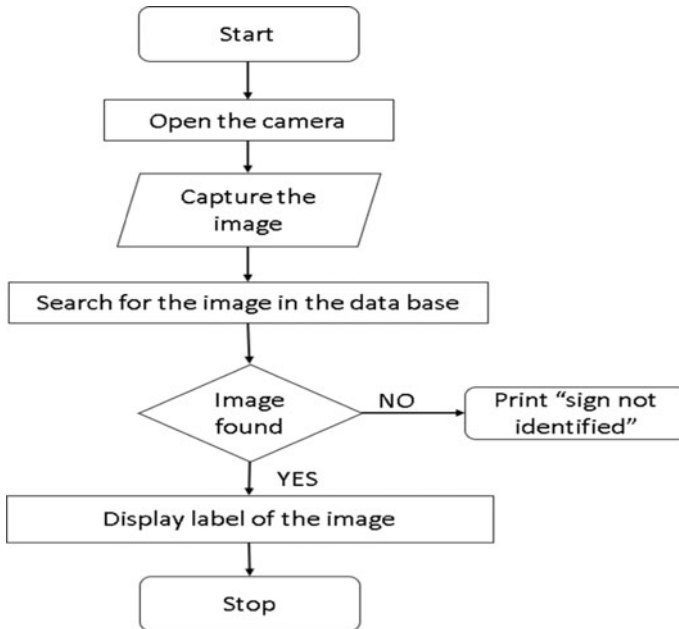 Start
Open the camera
Capture the
image
Search for the image in the data base
Image
found
NO
Print “sign not
identified”
YES
Display label of the image
Stop